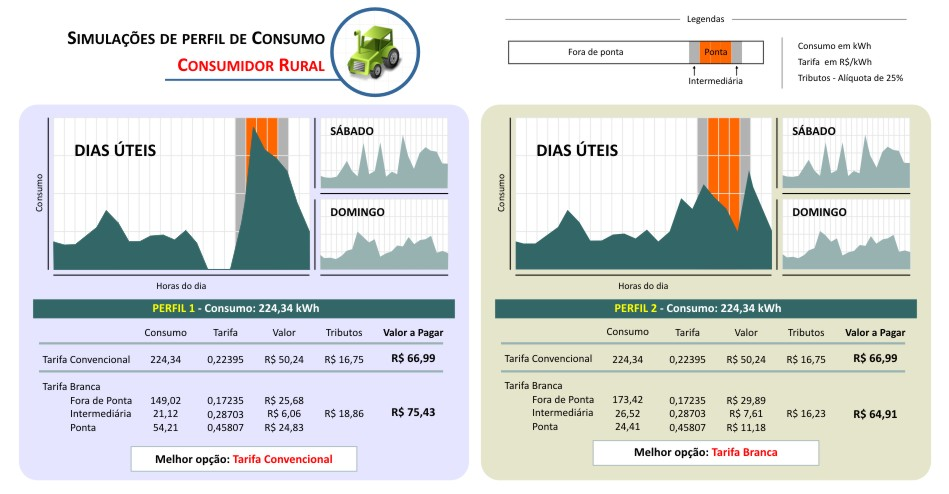 SIMULAÇÕES DE PERFIL DE CONSUMO
CONSUMIDOR RURAL
Legendas
Fora de ponta
Ponta
Intermediária
Consumo em kWh
Tarifa em R$/kWh
Tributos - Alíquota de 25%
DIAS ÚTEIS
SÁBADO
DOMINGO
Consumo
Horas do dia
PERFIL 1 - Consumo: 224,34 kWh
Consumo Tarifa Valor Tributos Valor a Pagar
Tarifa Convencional 224,34 0,22395 R$ 50,24 R$ 16,75 R$ 66,99
Tarifa Branca
Fora de Ponta 149,02 0,17235 R$ 25,68
Intermediária 21,12 0,28703 R$ 6,06 R$ 18,86 R$ 75,43
Ponta 54,21 0,45807 R$ 24,83
Melhor opção: Tarifa Convencional
DIAS ÚTEIS
SÁBADO
DOMINGO
Consumo
Horas do dia
PERFIL 2 - Consumo: 224,34 kWh
Consumo Tarifa Valor Tributos Valor a Pagar
Tarifa Convencional 224,34 0,22395 R$ 50,24 R$ 16,75 R$ 66,99
Tarifa Branca
Fora de Ponta 173,42 0,17235 R$ 29,89
Intermediária 26,52 0,28703 R$ 7,61 R$ 16,23 R$ 64,91
Ponta 24,41 0,45807 R$ 11,18
Melhor opção: Tarifa Branca